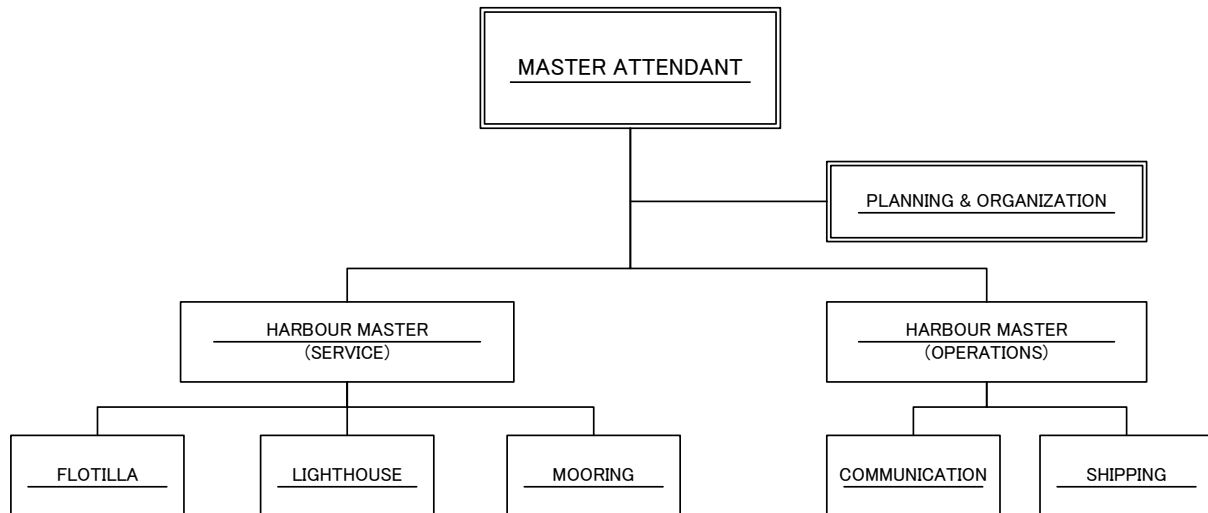 MASTER ATTENDANT
PLANNING & ORGANIZATION
HARBOUR MASTER
(SERVICE)
HARBOUR MASTER
(OPERATIONS)
FLOTILLA
LIGHTHOUSE
MOORING
COMMUNICATION
SHIPPING